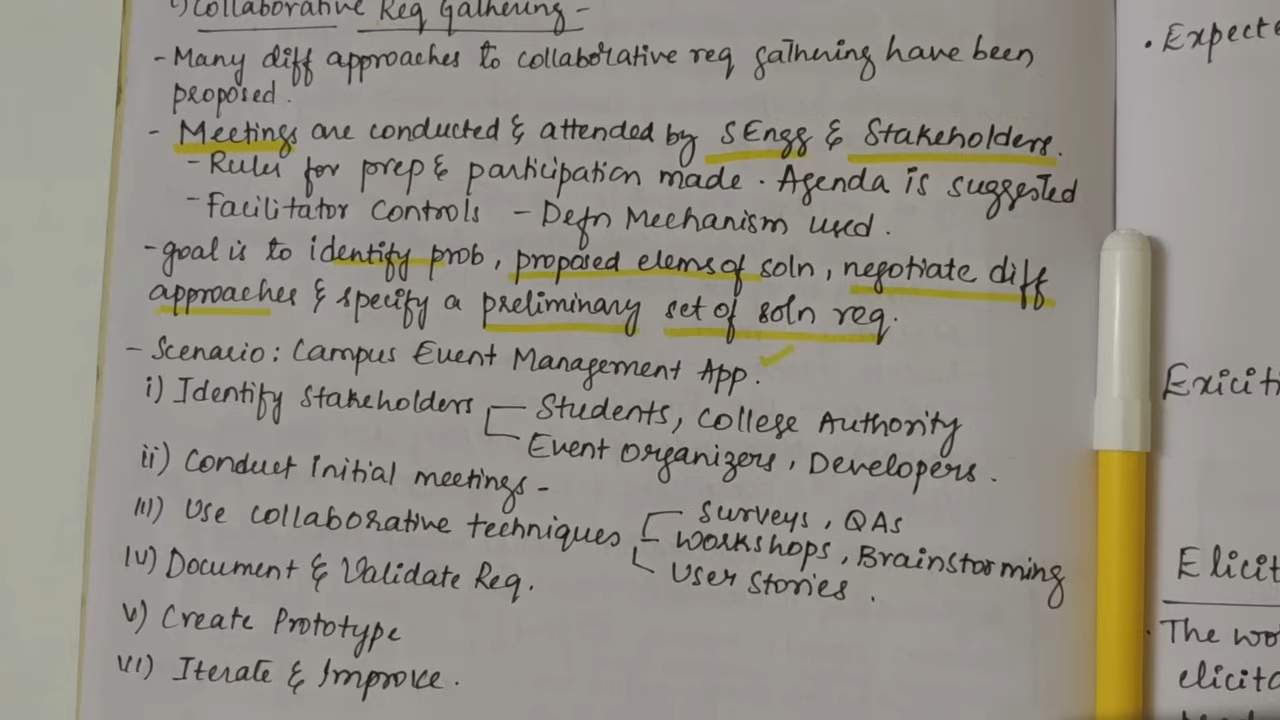 i) Collaborative Req Gathering -
- Many diff approaches to collaborative req gathering have been
proposed.
- Meetings are conducted & attended by SEngg & Stakeholders.
- Rules for prep & participation made. Agenda is suggested
- Facilitator Controls - Defn Mechanism used.
- goal is to identify prob, proposed elems of soln, negotiate diff
approaches & specify a preliminary set of soln req.
- Scenario: Campus Event Management App.
i) Identify Stakeholders
Students, College Authority
Event Organizers, Developers.
ii) Conduct initial meetings -
iii) Use collaborative techniques
Surveys, QAs
Workshops, Brainstorming
User Stories.
iv) Document & Validate Req.
v) Create Prototype
vi) Iterate & Improve.
. Expecte
Exiciti
Elicit
. The wo
elicita